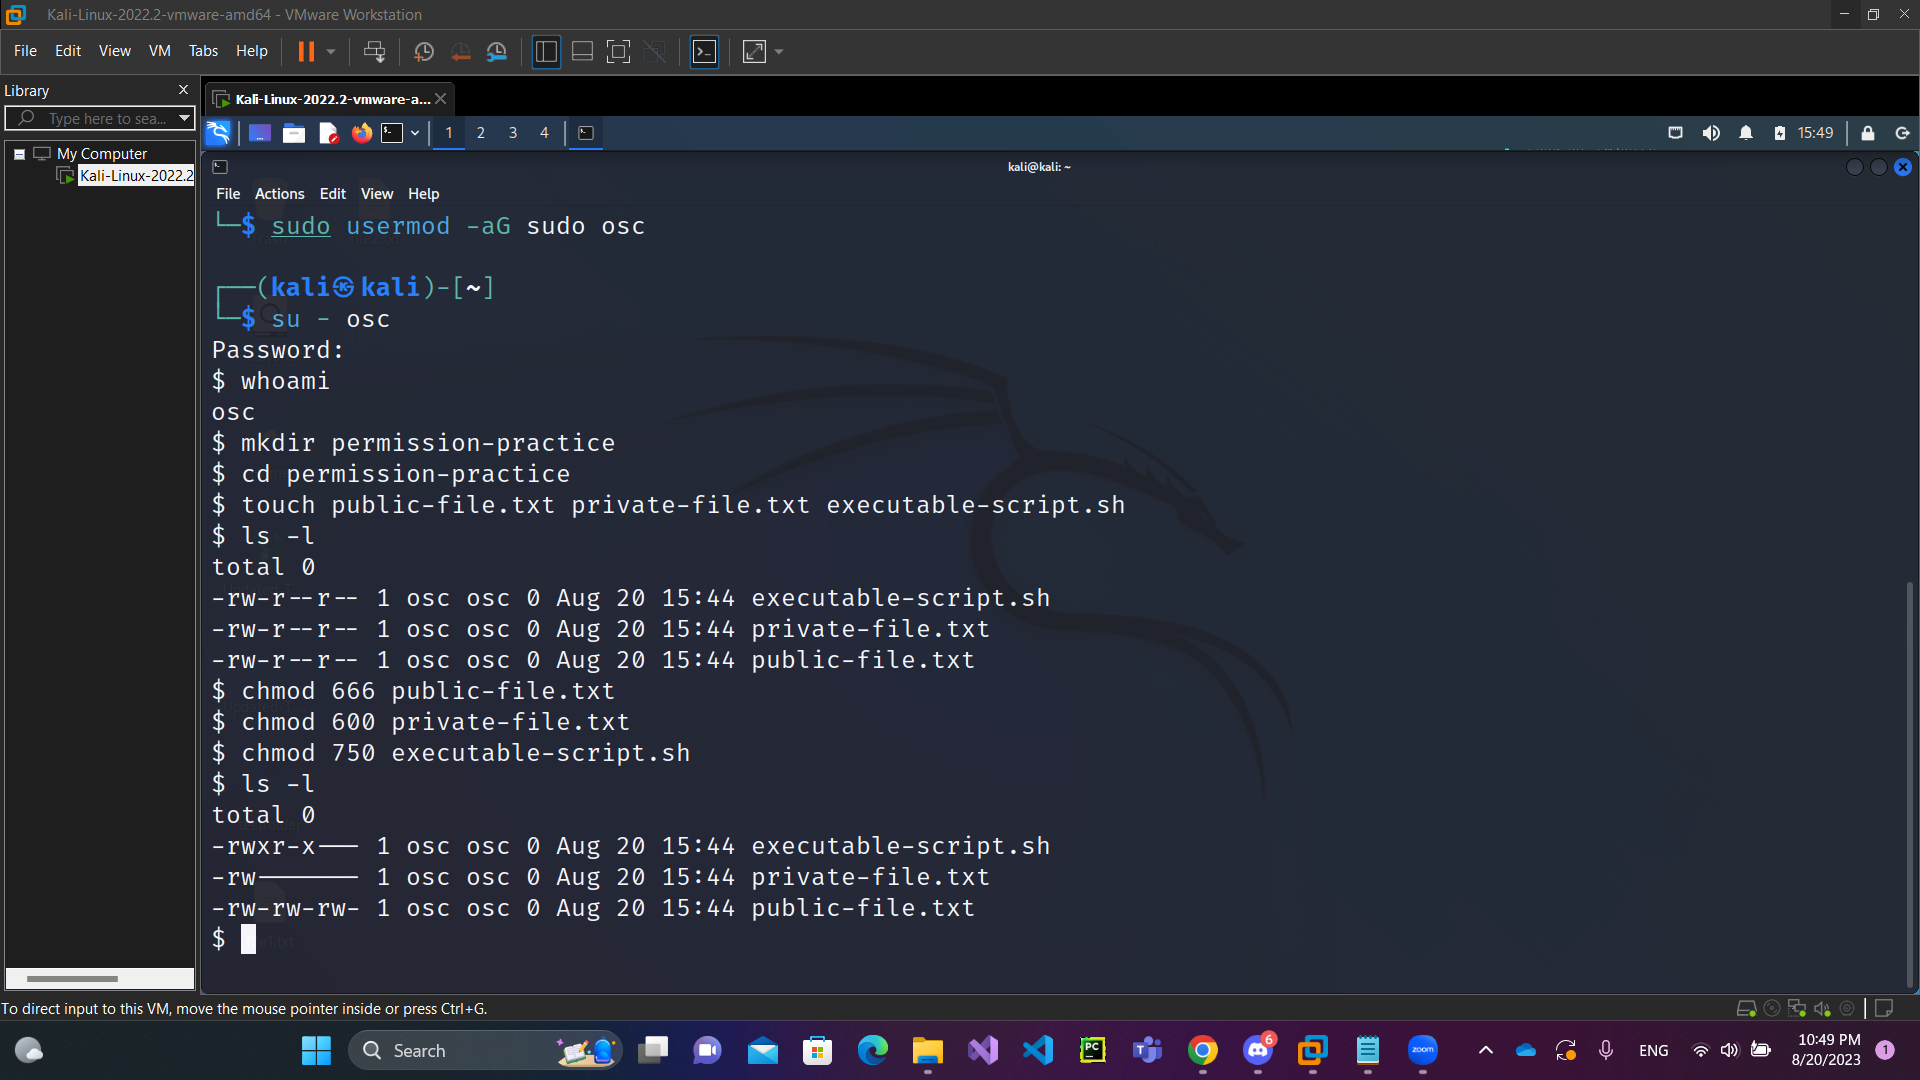 Kali-Linux-2022.2-vmware-amd64 - VMware Workstation
File Edit View VM Tabs Help
Library
Type here to sea...
My Computer
Kali-Linux-2022.2
Kali-Linux-2022.2-vmware-a...
1 2 3 4
15:49
kali@kali: ~
File Actions Edit View Help
└─$ sudo usermod -aG sudo osc
┌──(kali㉿kali)-[~]
└─$ su - osc
Password:
$ whoami
osc
$ mkdir permission-practice
$ cd permission-practice
$ touch public-file.txt private-file.txt executable-script.sh
$ ls -l
total 0
-rw-r--r-- 1 osc osc 0 Aug 20 15:44 executable-script.sh
-rw-r--r-- 1 osc osc 0 Aug 20 15:44 private-file.txt
-rw-r--r-- 1 osc osc 0 Aug 20 15:44 public-file.txt
$ chmod 666 public-file.txt
$ chmod 600 private-file.txt
$ chmod 750 executable-script.sh
$ ls -l
total 0
-rwxr-x--- 1 osc osc 0 Aug 20 15:44 executable-script.sh
-rw------- 1 osc osc 0 Aug 20 15:44 private-file.txt
-rw-rw-rw- 1 osc osc 0 Aug 20 15:44 public-file.txt
$
To direct input to this VM, move the mouse pointer inside or press Ctrl+G.
Search
PC
zoom
6
ENG
10:49 PM
8/20/2023
1